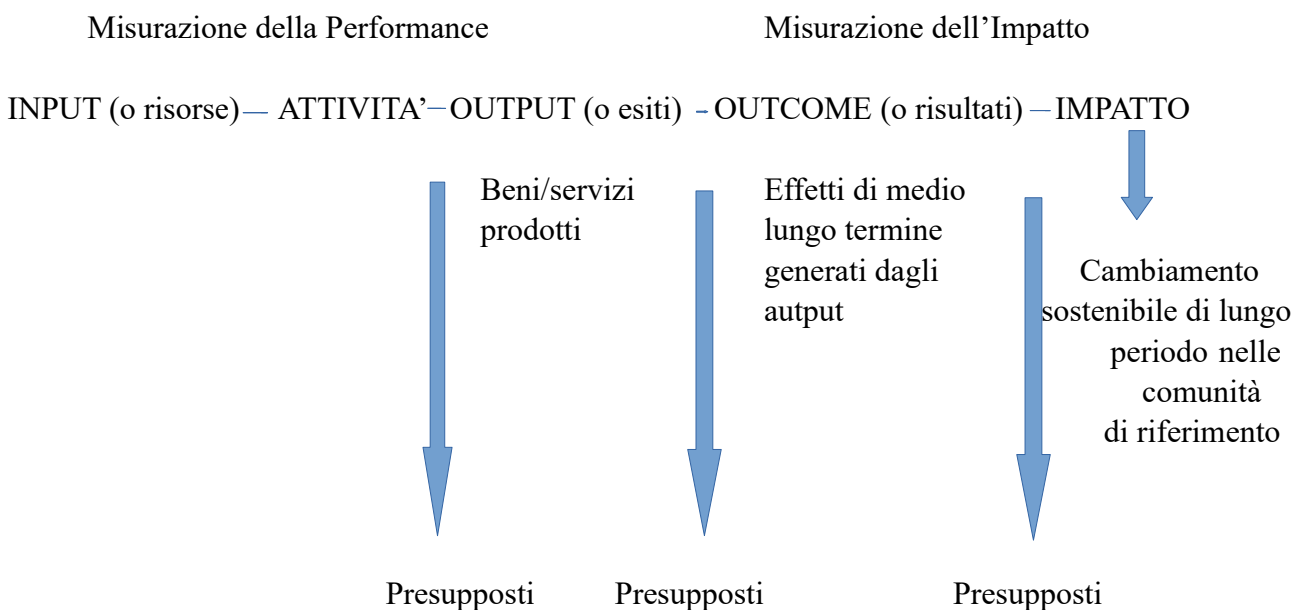 Misurazione della Performance
Misurazione dell’Impatto
INPUT (o risorse) — ATTIVITA’ – OUTPUT (o esiti) - OUTCOME (o risultati) – IMPATTO
Beni/servizi
prodotti
Effetti di medio
lungo termine
generati dagli
autput
Cambiamento
sostenibile di lungo
periodo nelle
comunità
di riferimento
Presupposti
Presupposti
Presupposti